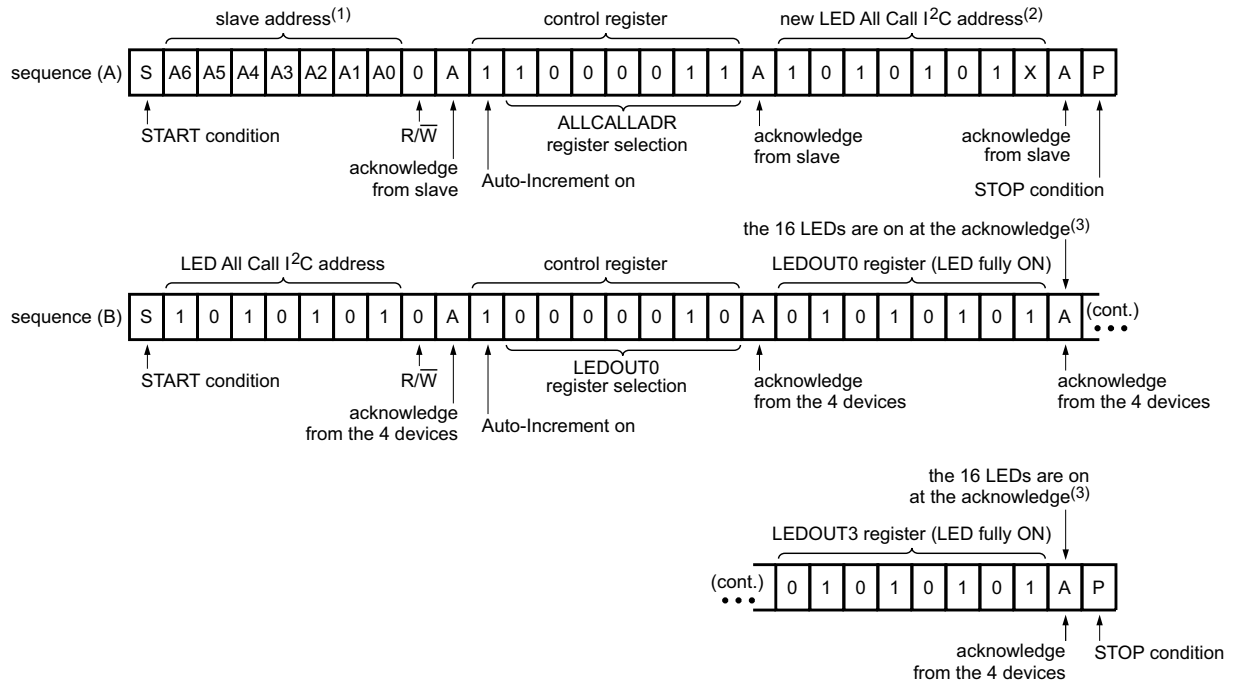 slave address(1) control register new LED All Call I2C address(2)
sequence (A) S A6 A5 A4 A3 A2 A1 A0 0 A 1 1 0 0 0 0 1 1 A 1 0 1 0 1 0 1 X A P
START condition R/W ALLCALLADR
register selection acknowledge
from slave acknowledge
from slave
acknowledge
from slave Auto-Increment on STOP condition
the 16 LEDs are on at the acknowledge(3)
LED All Call I2C address control register LEDOUT0 register (LED fully ON)
sequence (B) S 1 0 1 0 1 0 1 0 A 1 0 0 0 0 0 1 0 A 0 1 0 1 0 1 0 1 A (cont.)
START condition R/W LEDOUT0
register selection acknowledge
from the 4 devices acknowledge
from the 4 devices
acknowledge
from the 4 devices Auto-Increment on
the 16 LEDs are on
at the acknowledge(3)
LEDOUT3 register (LED fully ON)
(cont.) 0 1 0 1 0 1 0 1 A P
acknowledge
from the 4 devices STOP condition